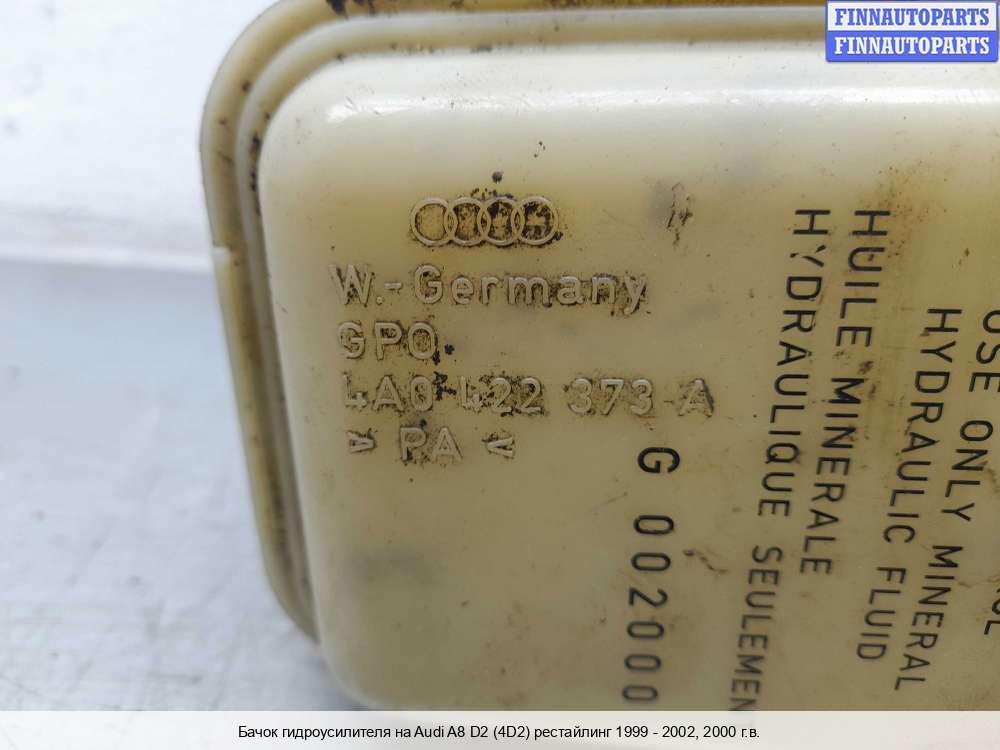 FINNAUTOPARTS
FINNAUTOPARTS
W.-Germany
GPO
4A0 422 373 A
> PA <
G 002000
HYDRAULIQUE SEULEMEN
HUILE MINERALE
HYDRAULIC FLUID
USE ONLY MINERAL
Бачок гидроусилителя на Audi A8 D2 (4D2) рестайлинг 1999 - 2002, 2000 г.в.